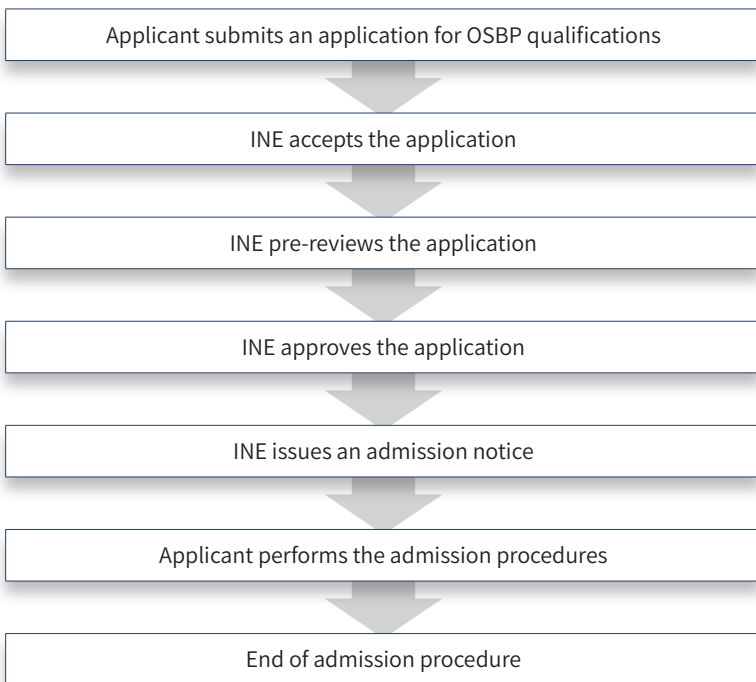 Applicant submits an application for OSBP qualifications
INE accepts the application
INE pre-reviews the application
INE approves the application
INE issues an admission notice
Applicant performs the admission procedures
End of admission procedure